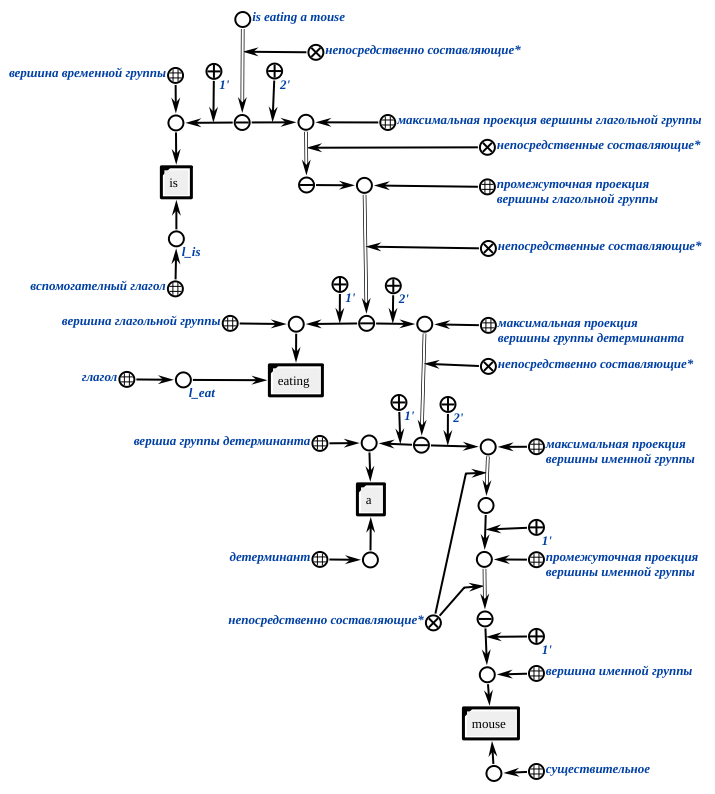 is eating a mouse
непосредственно составляющие*
вершина временной группы
1'
2'
максимальная проекция вершины глагольной группы
непосредственные составляющие*
is
промежуточная проекция
вершины глагольной группы
l_is
непосредственные составляющие*
вспомогателный глагол
1'
2'
вершина глагольной группы
максимальная проекция
вершины группы детерминанта
непосредственно составляющие*
глагол
eating
l_eat
1'
2'
верша группы детерминанта
максимальная проекция
вершины именной группы
a
1'
детерминант
промежуточная проекция
вершины именной группы
непосредственно составляющие*
1'
вершина именной группы
mouse
существительное